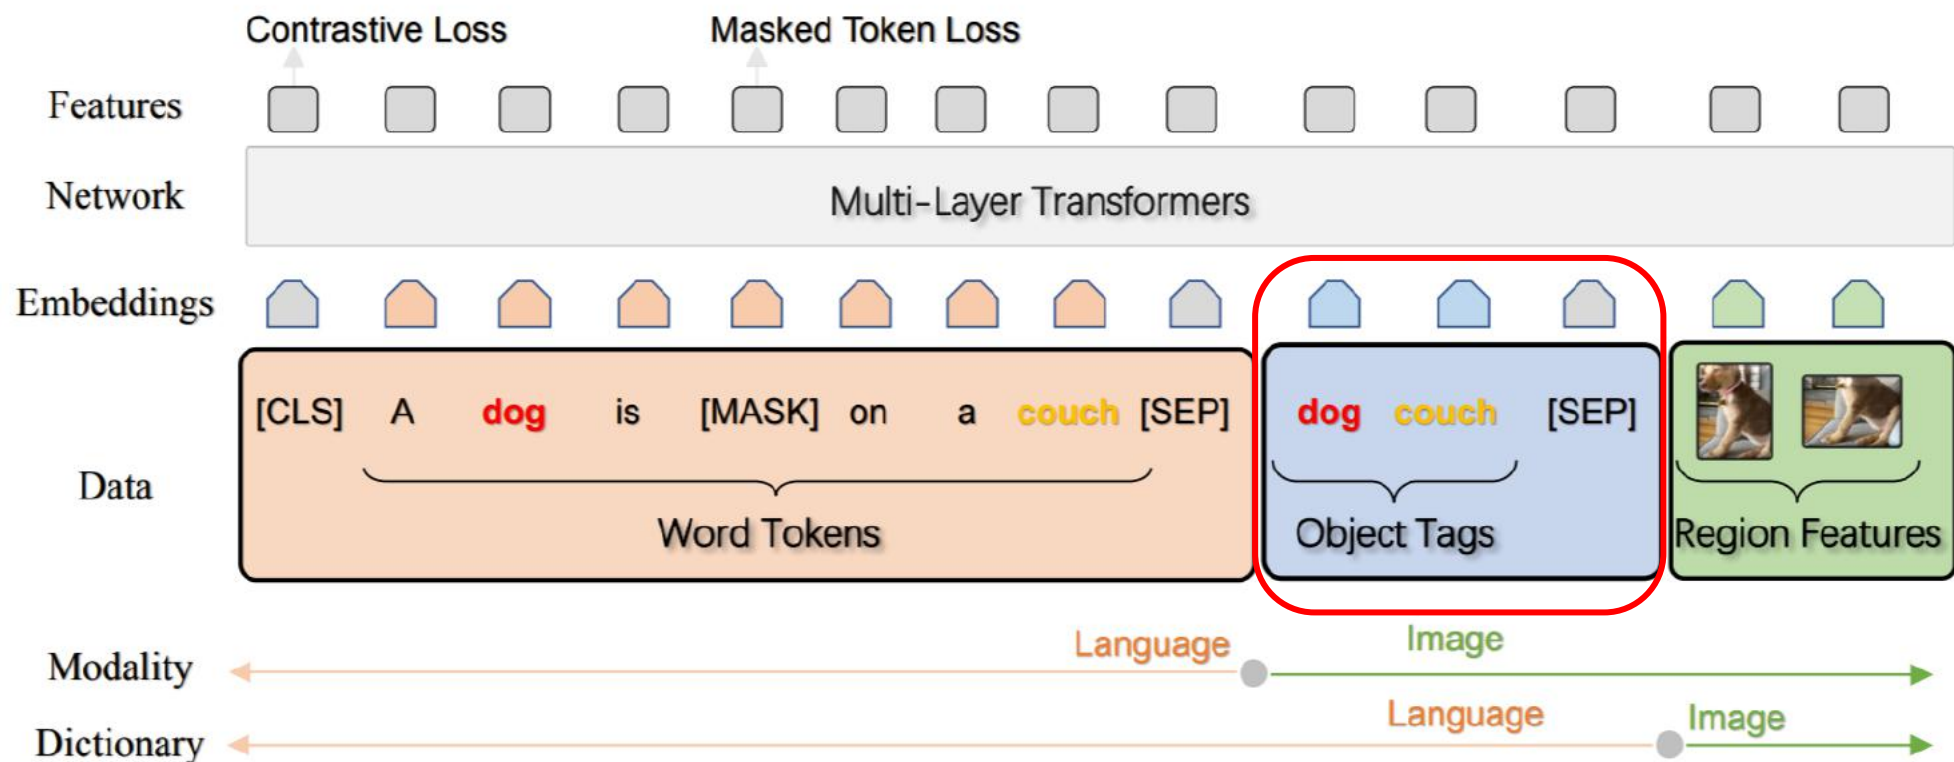 Contrastive Loss Masked Token Loss
Features
Network Multi-Layer Transformers
Embeddings
[CLS] A dog is [MASK] on a couch [SEP] dog couch [SEP]
Data
Word Tokens Object Tags Region Features
Modality Language Image
Dictionary Language Image